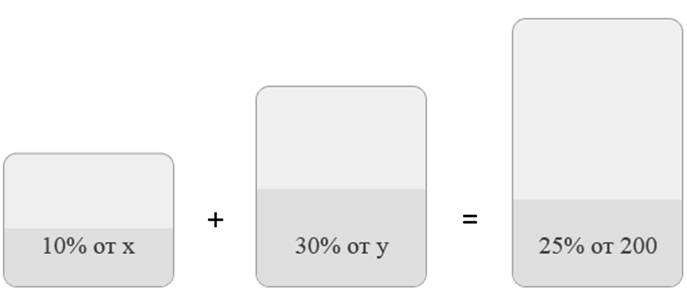 10% от x + 30% от y = 25% от 200